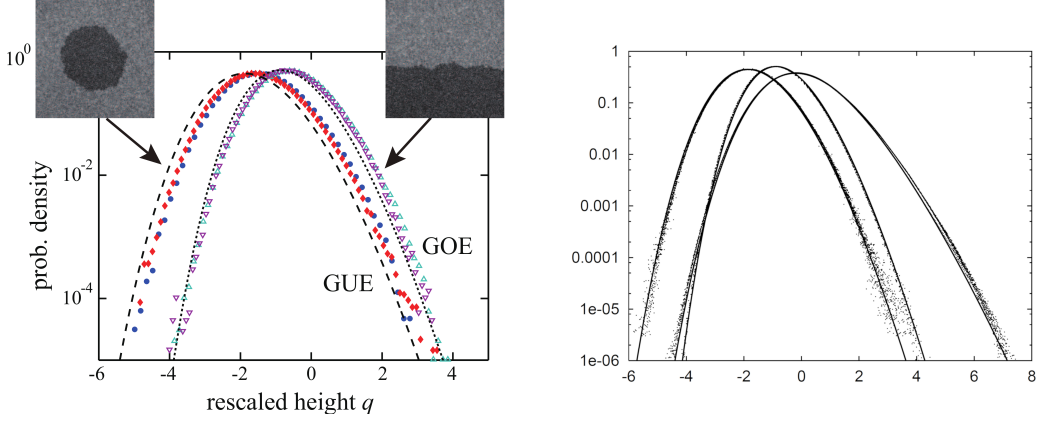 10^0
10^-2
10^-4
prob. density
GOE
GUE
-6 -4 -2 0 2 4
rescaled height q
1
0.1
0.01
0.001
0.0001
1e-05
1e-06
-6 -4 -2 0 2 4 6 8